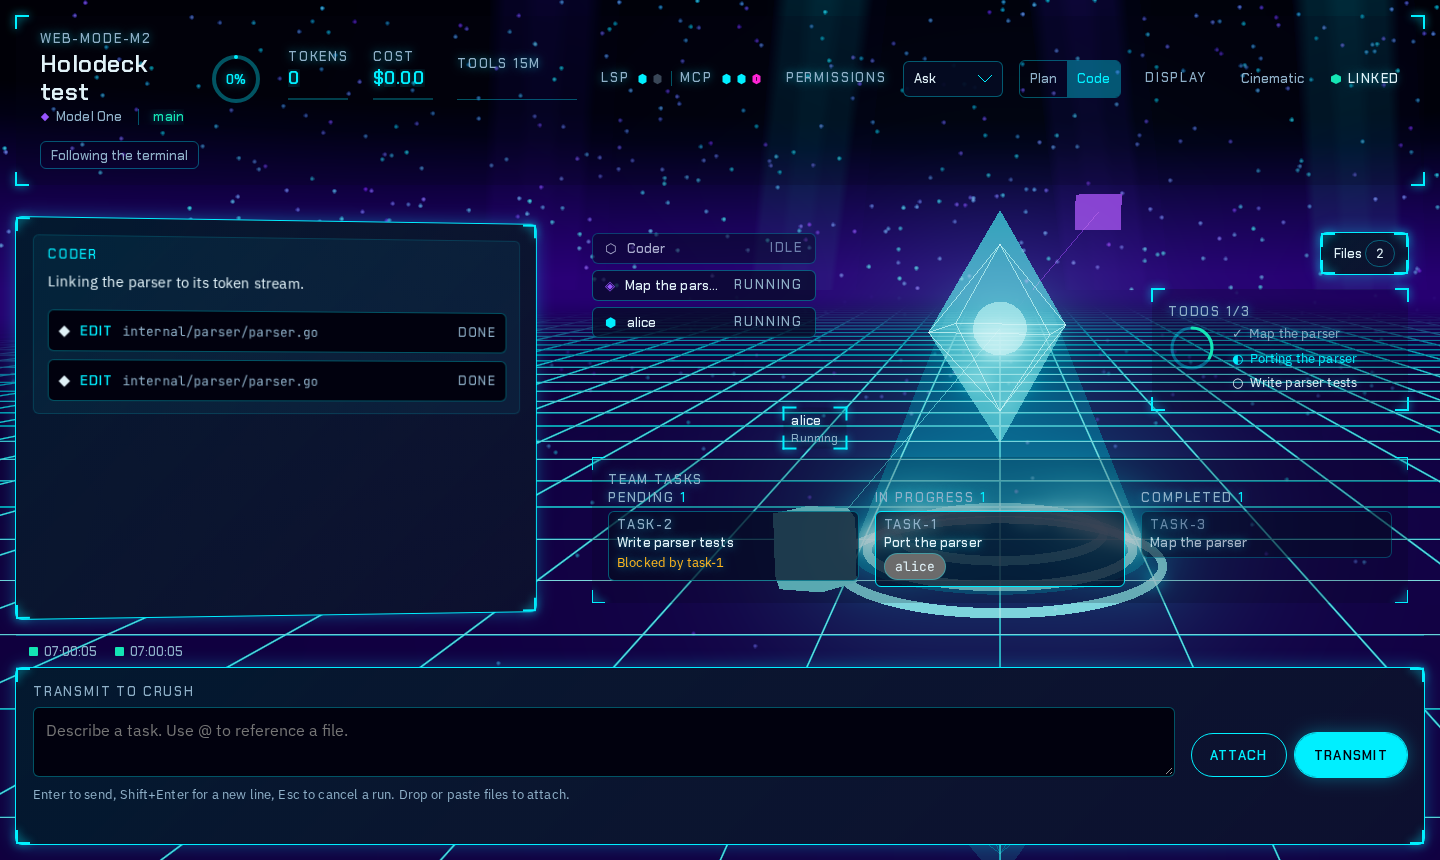 WEB-MODE-M2
Holodeck
test
Model One
main
Following the terminal
0%
TOKENS
0
COST
$0.00
TOOLS 15M
LSP
MCP
PERMISSIONS
Ask
Plan
Code
DISPLAY
Cinematic
LINKED
CODER
Linking the parser to its token stream.
EDIT internal/parser/parser.go DONE
EDIT internal/parser/parser.go DONE
Coder IDLE
Map the pars... RUNNING
alice RUNNING
alice
Running
Files 2
TODOS 1/3
Map the parser
Porting the parser
Write parser tests
TEAM TASKS
PENDING 1
TASK-2
Write parser tests
Blocked by task-1
IN PROGRESS 1
TASK-1
Port the parser
alice
COMPLETED 1
TASK-3
Map the parser
07:00:05 07:00:05
TRANSMIT TO CRUSH
Describe a task. Use @ to reference a file.
ATTACH
TRANSMIT
Enter to send, Shift+Enter for a new line, Esc to cancel a run. Drop or paste files to attach.